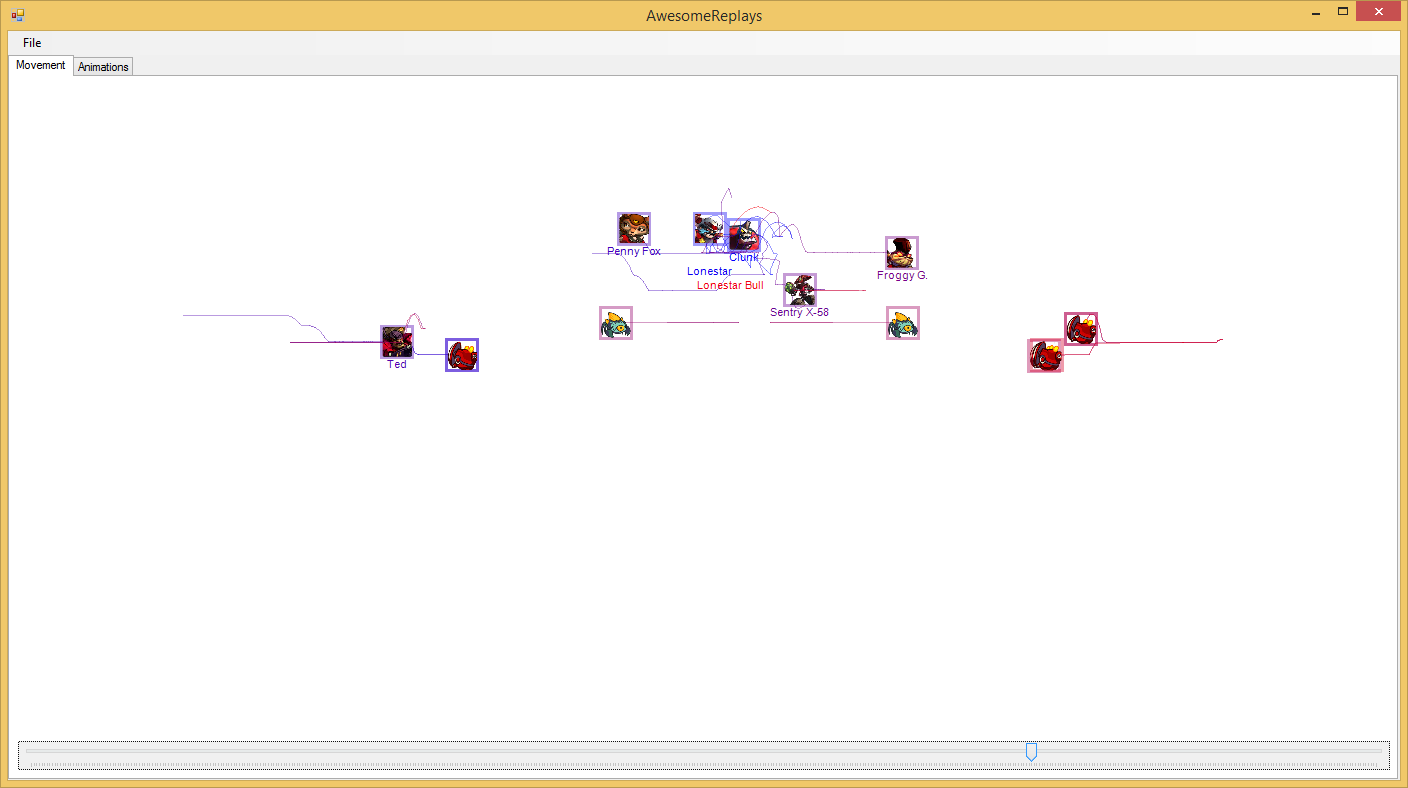 AwesomeReplays
File
Movement
Animations
Penny Fox
Clunk
Lonestar
Froggy G.
Lonestar Bull
Sentry X-58
Ted